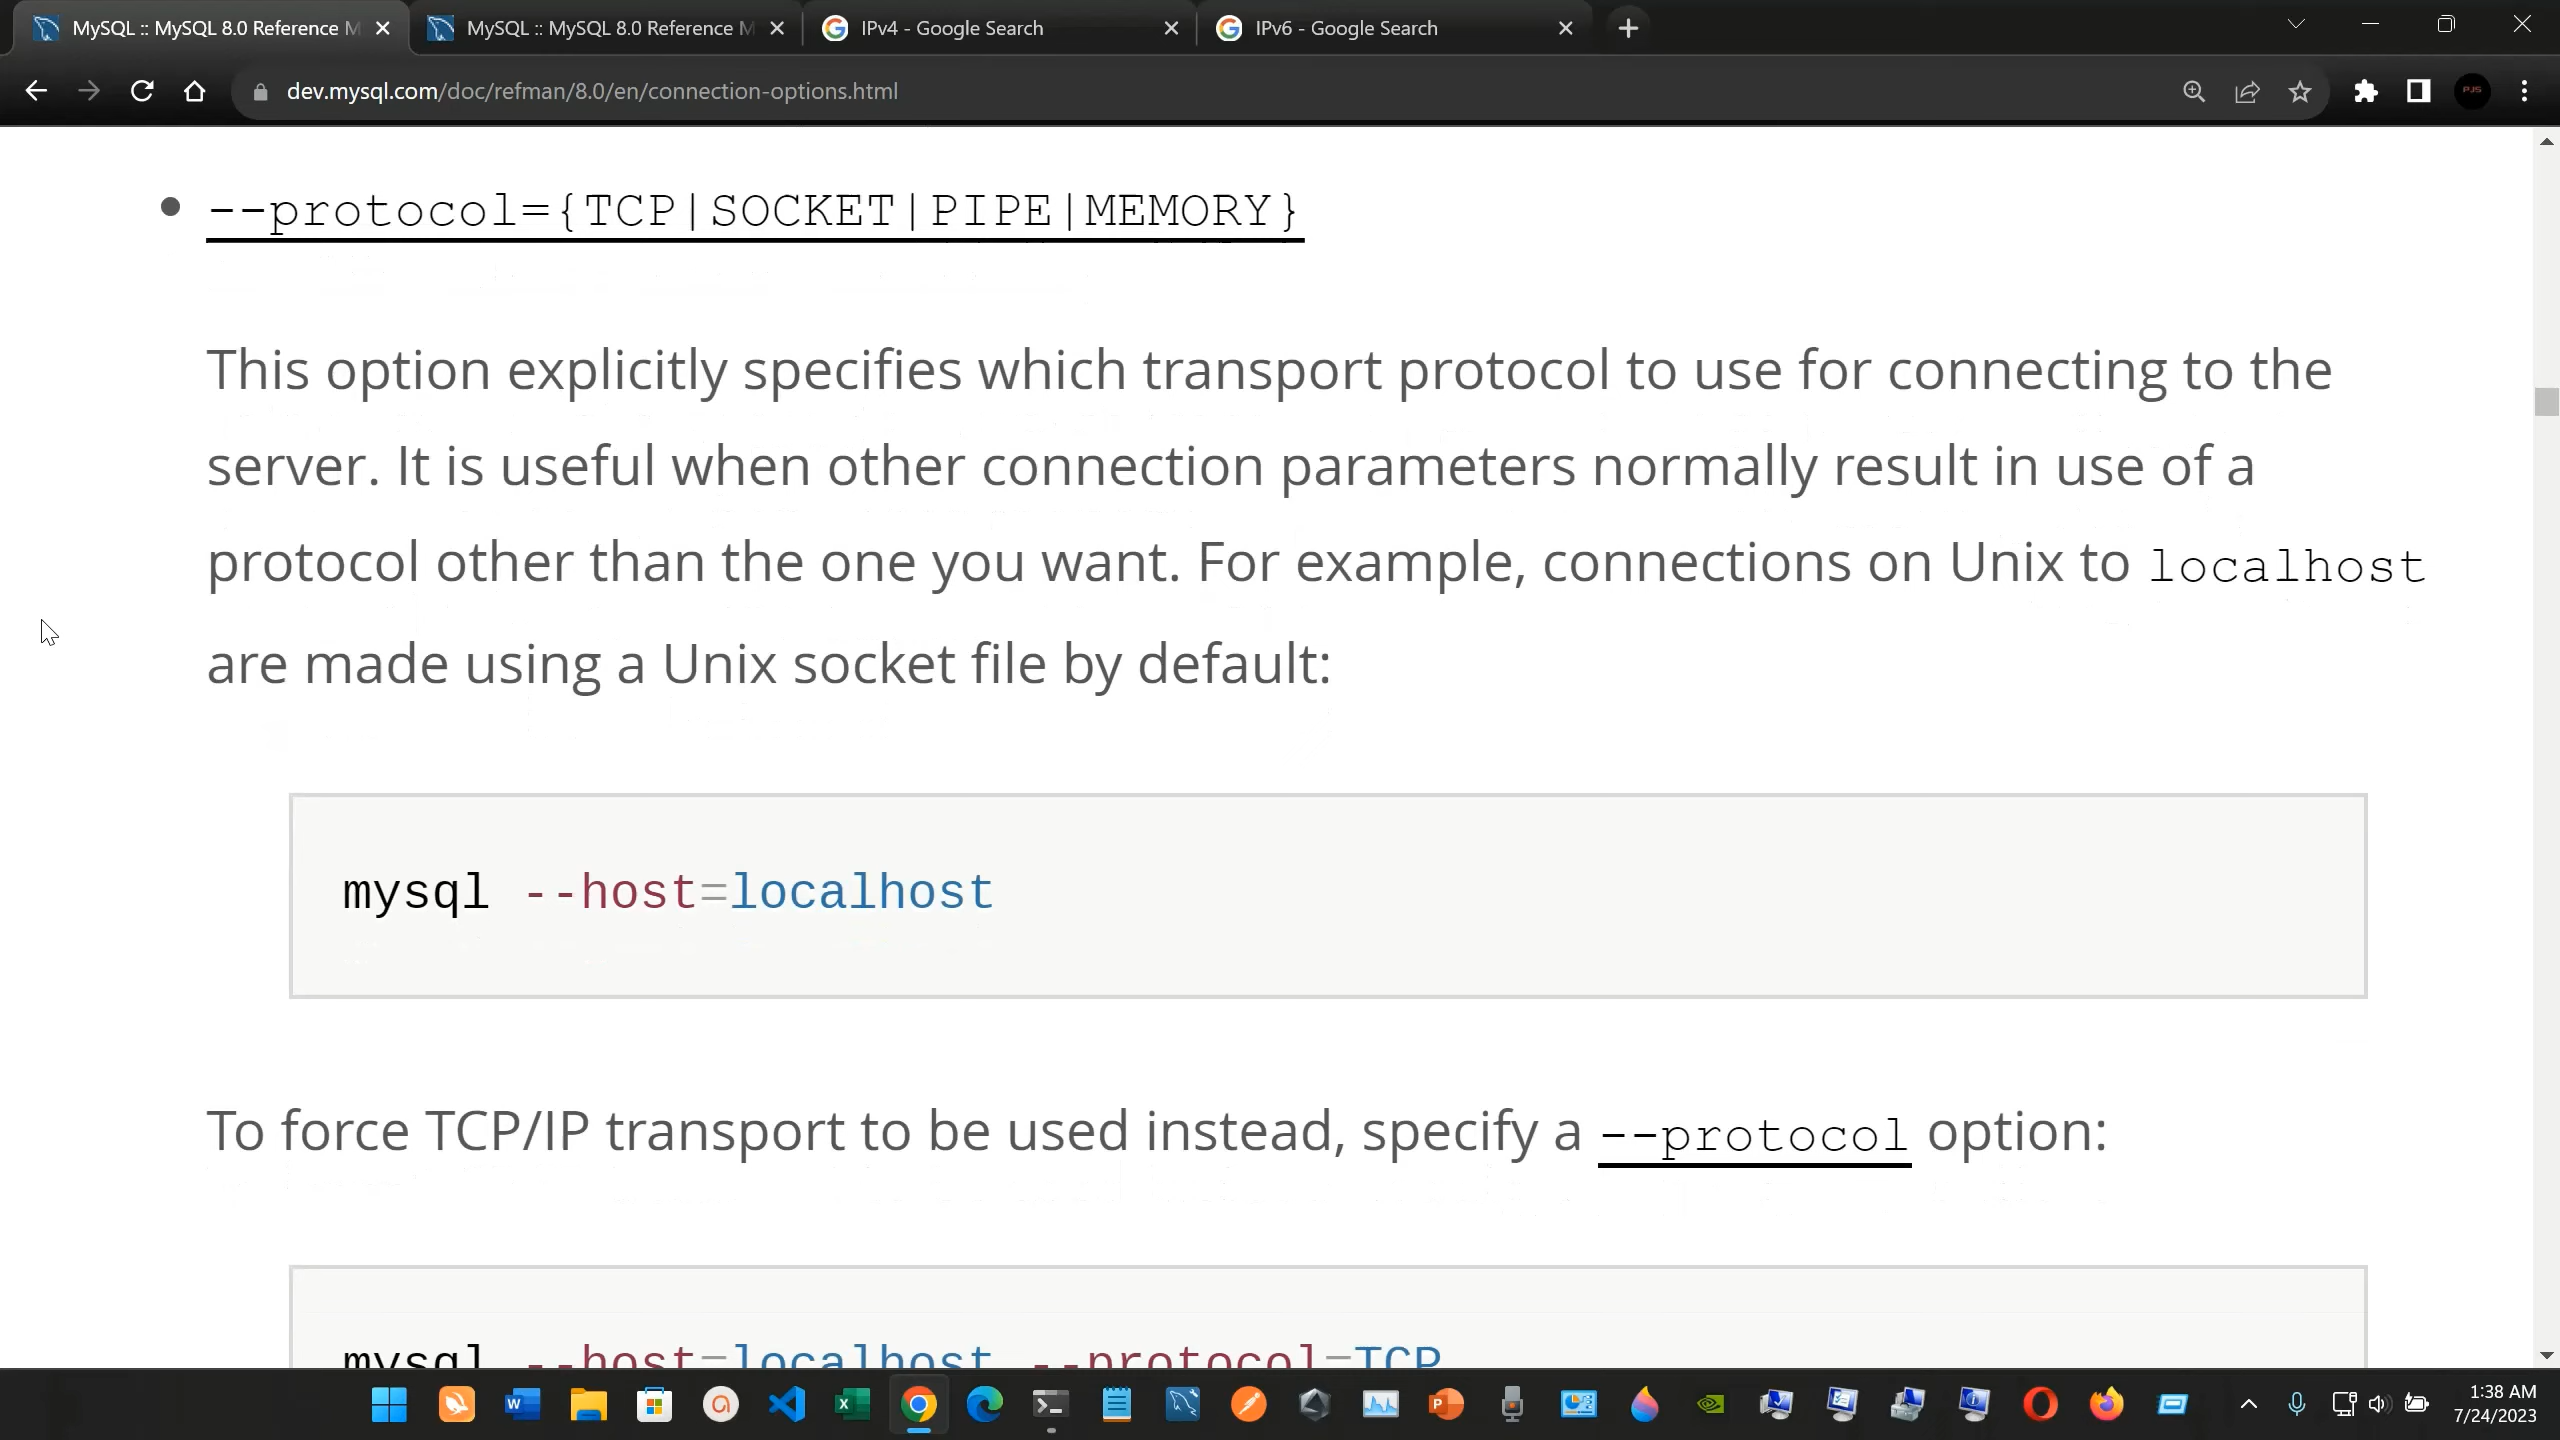 MySQL :: MySQL 8.0 Reference M
MySQL :: MySQL 8.0 Reference M
IPv4 - Google Search
IPv6 - Google Search
dev.mysql.com/doc/refman/8.0/en/connection-options.html
PJS
--protocol={TCP|SOCKET|PIPE|MEMORY}
This option explicitly specifies which transport protocol to use for connecting to the
server. It is useful when other connection parameters normally result in use of a
protocol other than the one you want. For example, connections on Unix to localhost
are made using a Unix socket file by default:
mysql --host=localhost
To force TCP/IP transport to be used instead, specify a --protocol option:
mysql --host=localhost --protocol=TCP
1:38 AM
7/24/2023